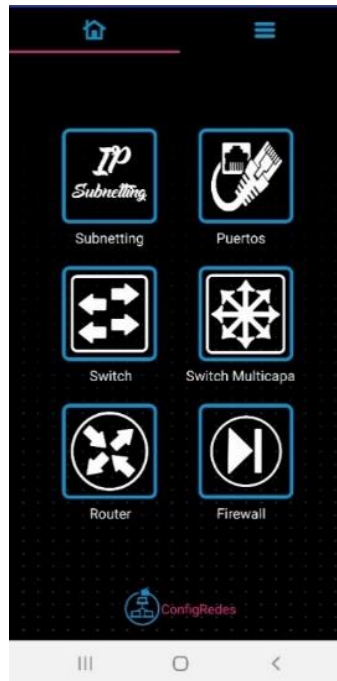 IP
Subnetting
Subnetting
Puertos
Switch
Switch Multicapa
Router
Firewall
ConfigRedes